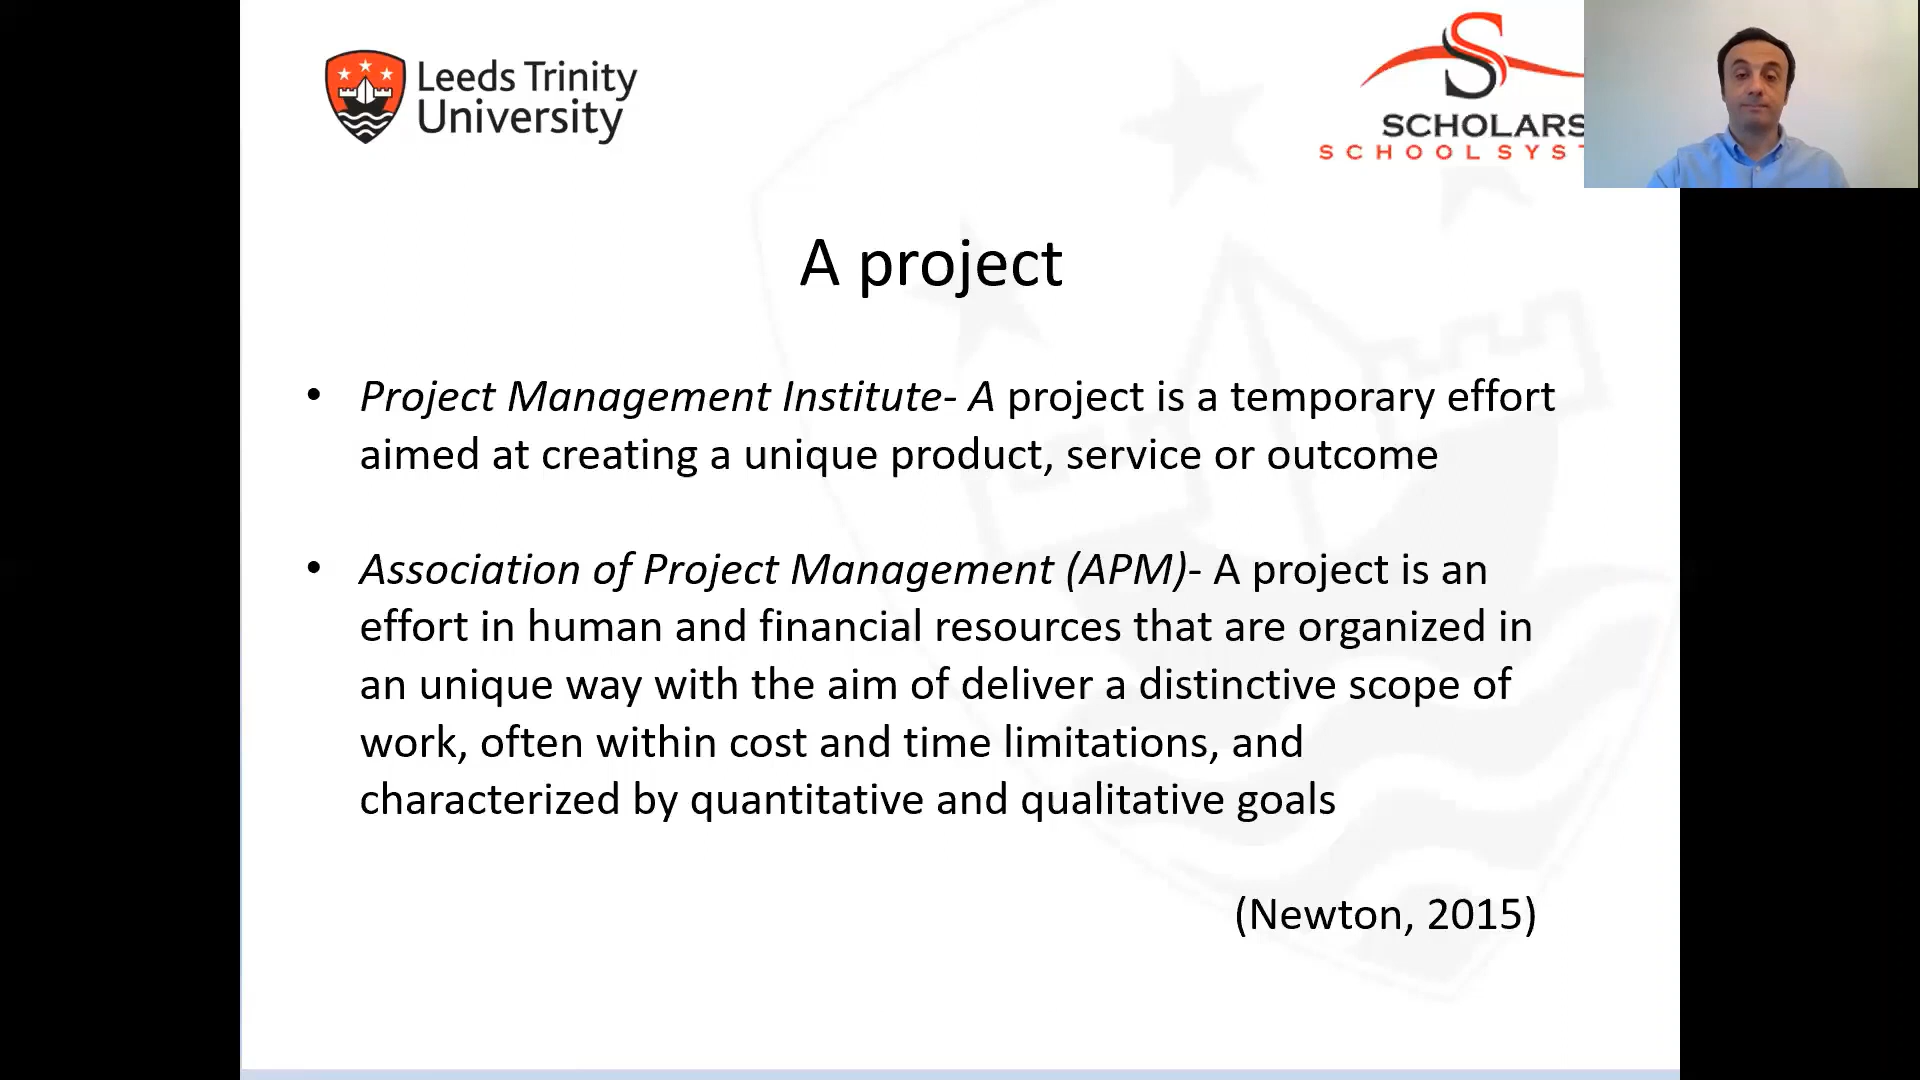 Leeds Trinity
University
SCHOLARS
SCHOOL SYST
A project
• Project Management Institute- A project is a temporary effort
aimed at creating a unique product, service or outcome
• Association of Project Management (APM)- A project is an
effort in human and financial resources that are organized in
an unique way with the aim of deliver a distinctive scope of
work, often within cost and time limitations, and
characterized by quantitative and qualitative goals
(Newton, 2015)